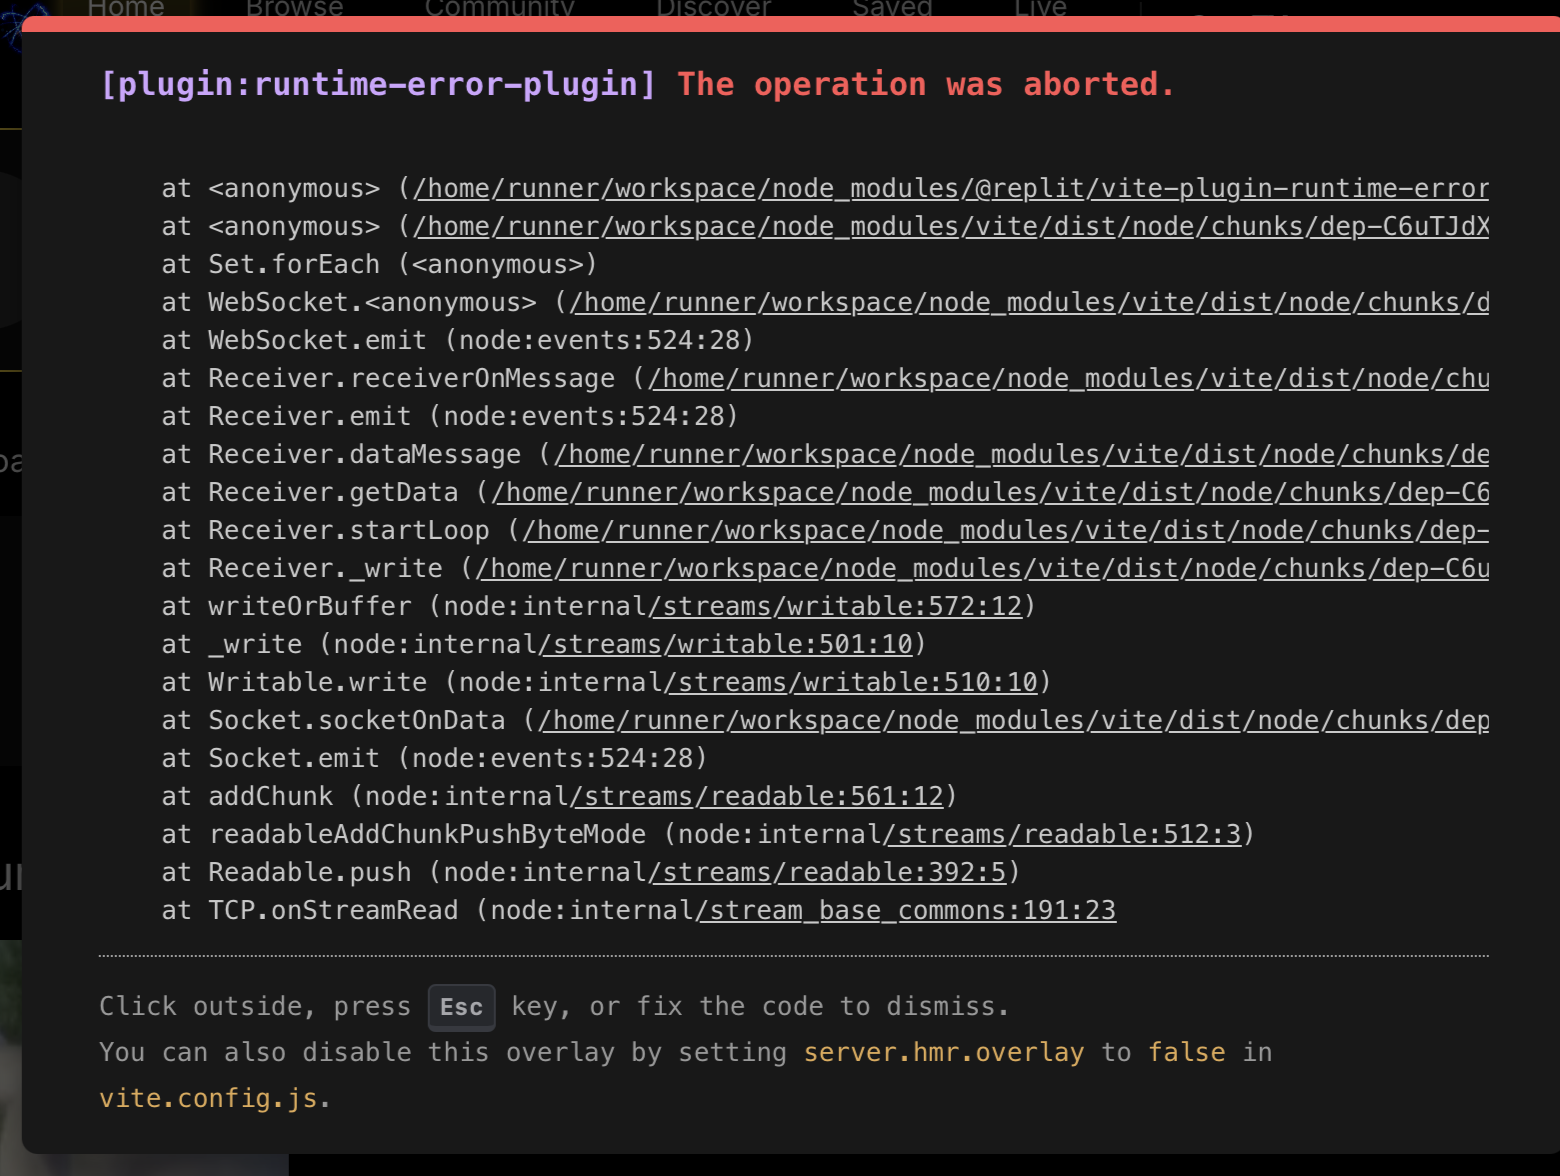 Home Browse Community Discover Saved Live
[plugin:runtime-error-plugin] The operation was aborted.
at <anonymous> (/home/runner/workspace/node_modules/@replit/vite-plugin-runtime-error
at <anonymous> (/home/runner/workspace/node_modules/vite/dist/node/chunks/dep-C6uTJdX
at Set.forEach (<anonymous>)
at WebSocket.<anonymous> (/home/runner/workspace/node_modules/vite/dist/node/chunks/d
at WebSocket.emit (node:events:524:28)
at Receiver.receiverOnMessage (/home/runner/workspace/node_modules/vite/dist/node/chu
at Receiver.emit (node:events:524:28)
at Receiver.dataMessage (/home/runner/workspace/node_modules/vite/dist/node/chunks/de
at Receiver.getData (/home/runner/workspace/node_modules/vite/dist/node/chunks/dep-C6
at Receiver.startLoop (/home/runner/workspace/node_modules/vite/dist/node/chunks/dep-
at Receiver._write (/home/runner/workspace/node_modules/vite/dist/node/chunks/dep-C6u
at writeOrBuffer (node:internal/streams/writable:572:12)
at _write (node:internal/streams/writable:501:10)
at Writable.write (node:internal/streams/writable:510:10)
at Socket.socketOnData (/home/runner/workspace/node_modules/vite/dist/node/chunks/dep
at Socket.emit (node:events:524:28)
at addChunk (node:internal/streams/readable:561:12)
at readableAddChunkPushByteMode (node:internal/streams/readable:512:3)
at Readable.push (node:internal/streams/readable:392:5)
at TCP.onStreamRead (node:internal/stream_base_commons:191:23
Click outside, press Esc key, or fix the code to dismiss.
You can also disable this overlay by setting server.hmr.overlay to false in
vite.config.js.